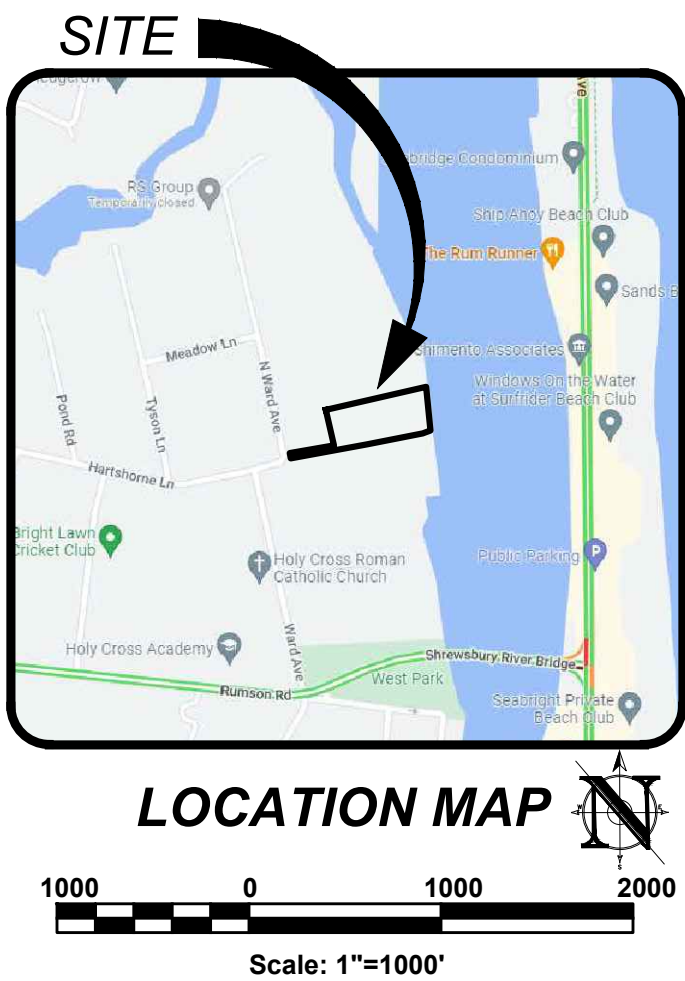 SITE
Ave
RS Group
Temporarily closed
bridge Condominium
Ship Ahoy Beach Club
The Rum Runner
Sands B
Meadow Ln
N Ward Ave
himento Associates
Windows On the Water
at Surfrider Beach Club
Pond Rd
Tyson Ln
Hartshorne Ln
Bright Lawn
Cricket Club
Holy Cross Roman
Catholic Church
Public Parking
P
Holy Cross Academy
Ward Ave
Shrewsbury River Bridge
West Park
Rumson Rd
Seabright Private
Beach Club
LOCATION MAP
N
W
E
S
1000 0 1000 2000
Scale: 1"=1000'